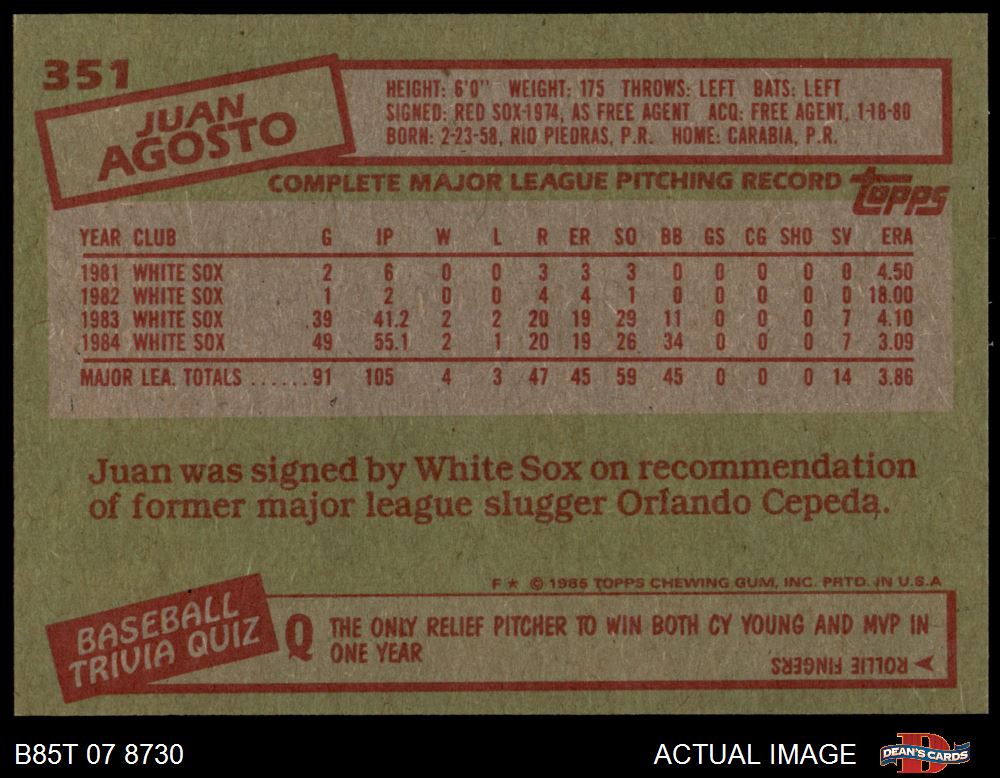 351
JUAN
AGOSTO
HEIGHT: 6'0" WEIGHT: 175 THROWS: LEFT BATS: LEFT
SIGNED: RED SOX-1974, AS FREE AGENT ACQ: FREE AGENT, 1-18-80
BORN: 2-23-58, RIO PIEDRAS, P.R. HOME: CARABIA, P.R.
COMPLETE MAJOR LEAGUE PITCHING RECORD topps
YEAR CLUB G IP W L R ER SO BB GS CG SHO SV ERA
1981 WHITE SOX 2 6 0 0 3 3 3 0 0 0 0 0 4.50
1982 WHITE SOX 1 2 0 0 4 4 1 0 0 0 0 0 18.00
1983 WHITE SOX 39 41.2 2 2 20 19 29 11 0 0 0 7 4.10
1984 WHITE SOX 49 55.1 2 1 20 19 26 34 0 0 0 7 3.09
MAJOR LEA. TOTALS ......91 105 4 3 47 45 59 45 0 0 0 14 3.86
Juan was signed by White Sox on recommendation
of former major league slugger Orlando Cepeda.
F * © 1985 TOPPS CHEWING GUM, INC. PRTD. IN U.S.A
BASEBALL
TRIVIA QUIZ
Q THE ONLY RELIEF PITCHER TO WIN BOTH CY YOUNG AND MVP IN
ONE YEAR
ROLLIE FINGERS
B85T 07 8730
ACTUAL IMAGE
D
DEAN'S CARDS